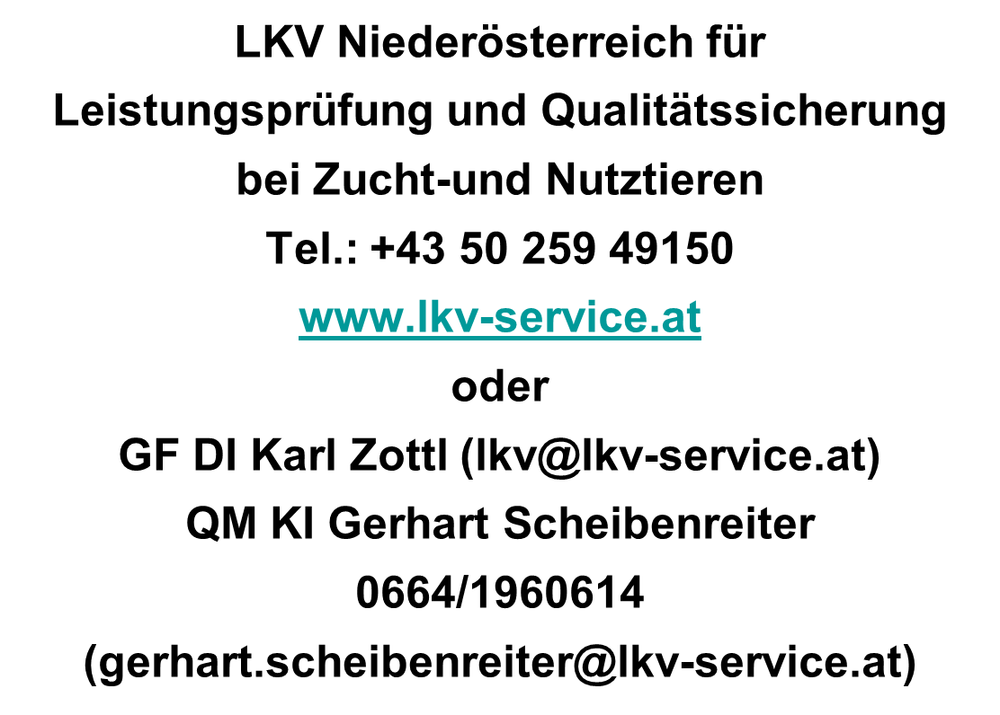 LKV Niederösterreich für
Leistungsprüfung und Qualitätssicherung
bei Zucht-und Nutztieren
Tel.: +43 50 259 49150
www.lkv-service.at
oder
GF DI Karl Zottl (lkv@lkv-service.at)
QM KI Gerhart Scheibenreiter
0664/1960614
(gerhart.scheibenreiter@lkv-service.at)